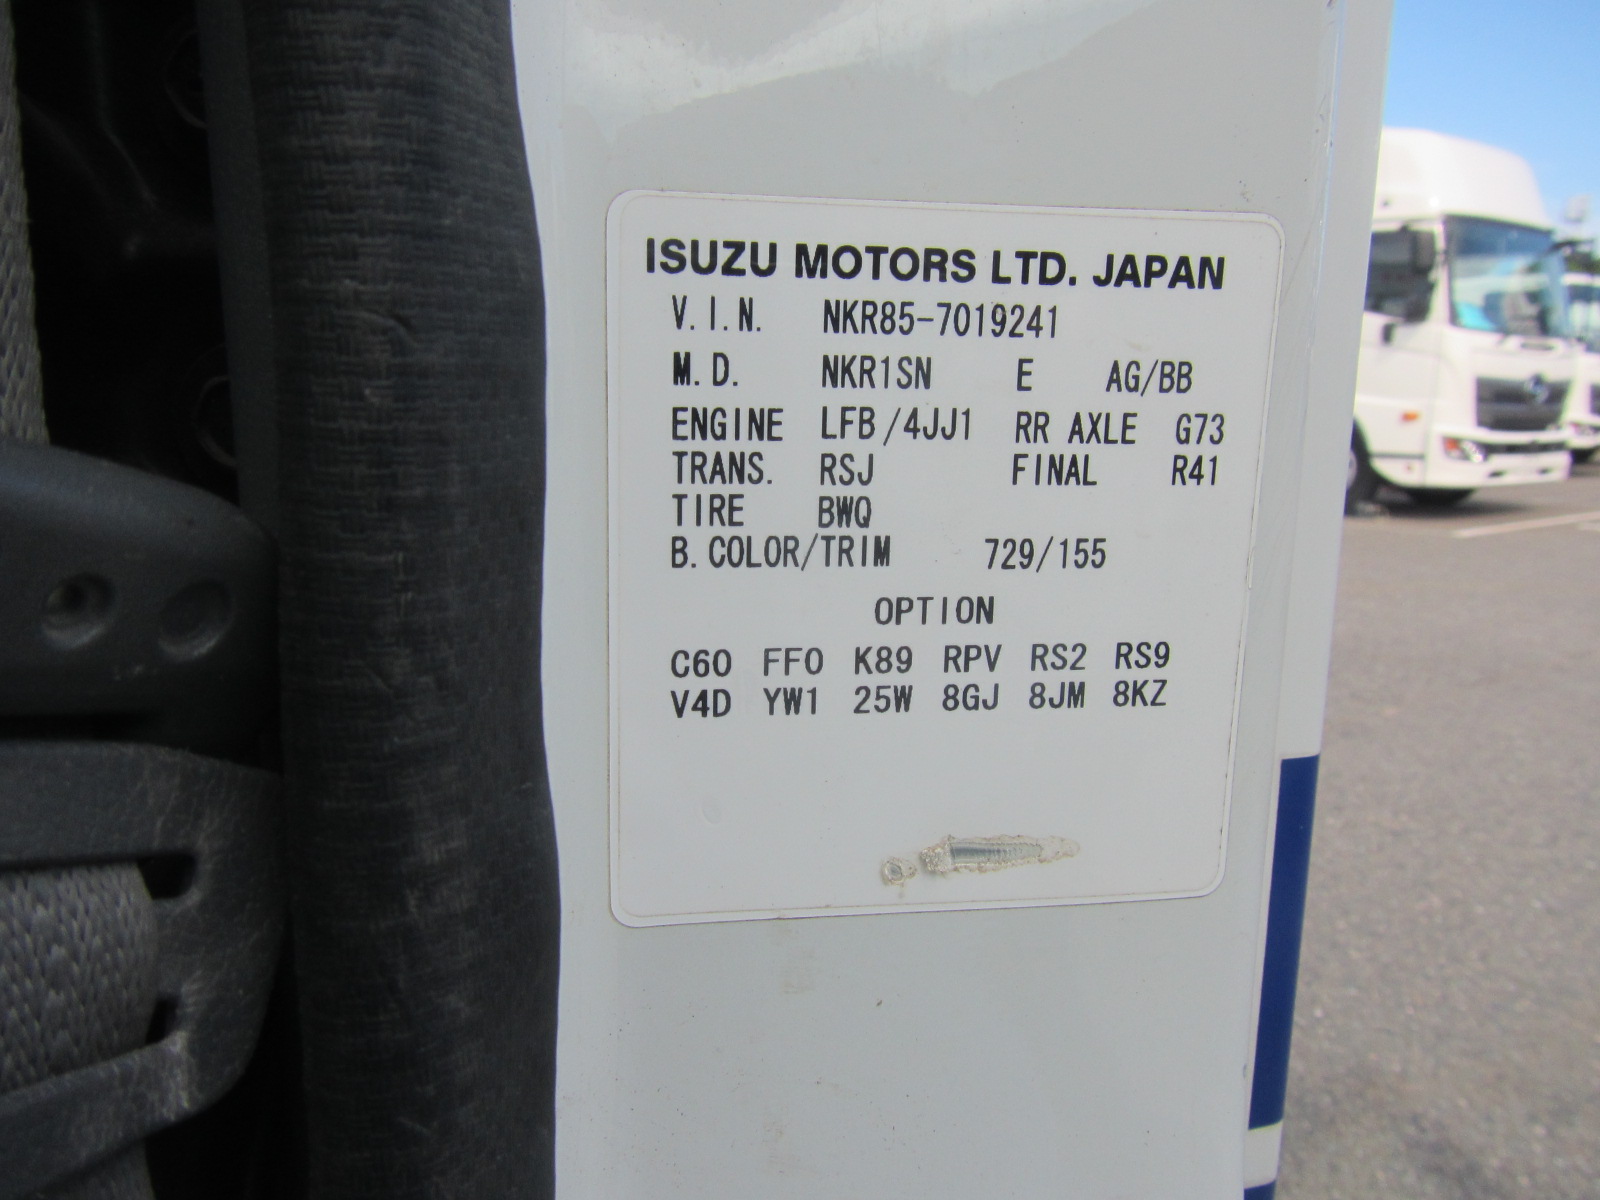 ISUZU MOTORS LTD. JAPAN
V.I.N. NKR85-7019241
M.D. NKR1SN E AG/BB
ENGINE LFB/4JJ1 RR AXLE G73
TRANS. RSJ FINAL R41
TIRE BWQ
B.COLOR/TRIM 729/155
OPTION
C60 FF0 K89 RPV RS2 RS9
V4D YW1 25W 8GJ 8JM 8KZ